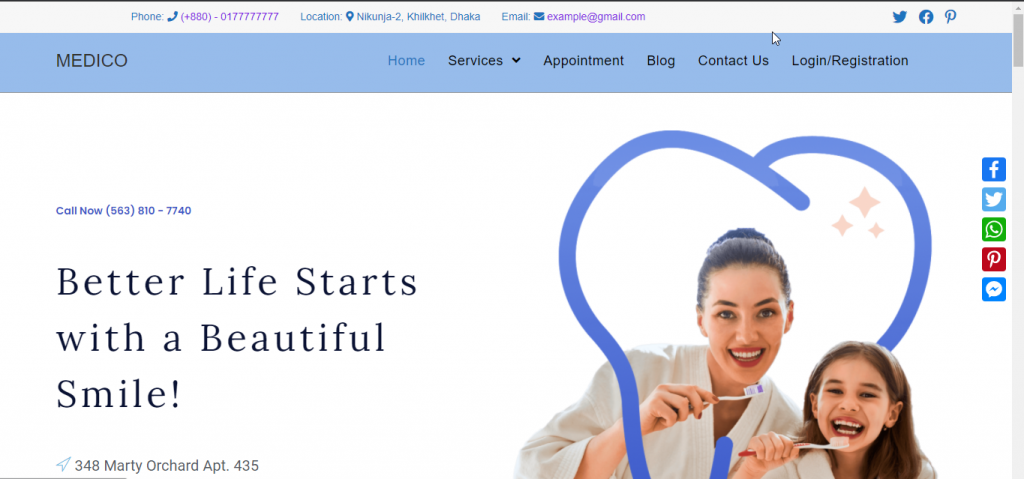 Phone: (+880) - 0177777777 Location: Nikunja-2, Khilkhet, Dhaka Email: example@gmail.com
MEDICO Home Services Appointment Blog Contact Us Login/Registration
Call Now (563) 810 - 7740
Better Life Starts
with a Beautiful
Smile!
348 Marty Orchard Apt. 435